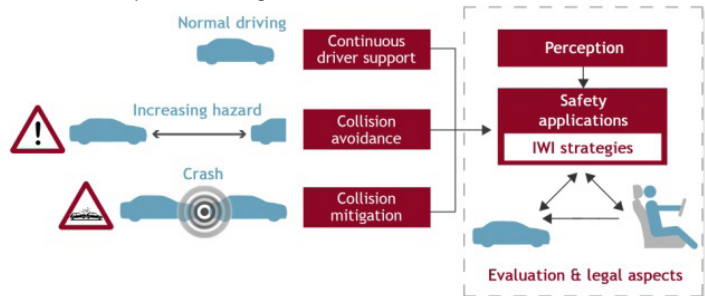 Normal driving
Continuous
driver support
Increasing hazard
Collision
avoidance
Crash
Collision
mitigation
Perception
Safety
applications
IWI strategies
Evaluation & legal aspects